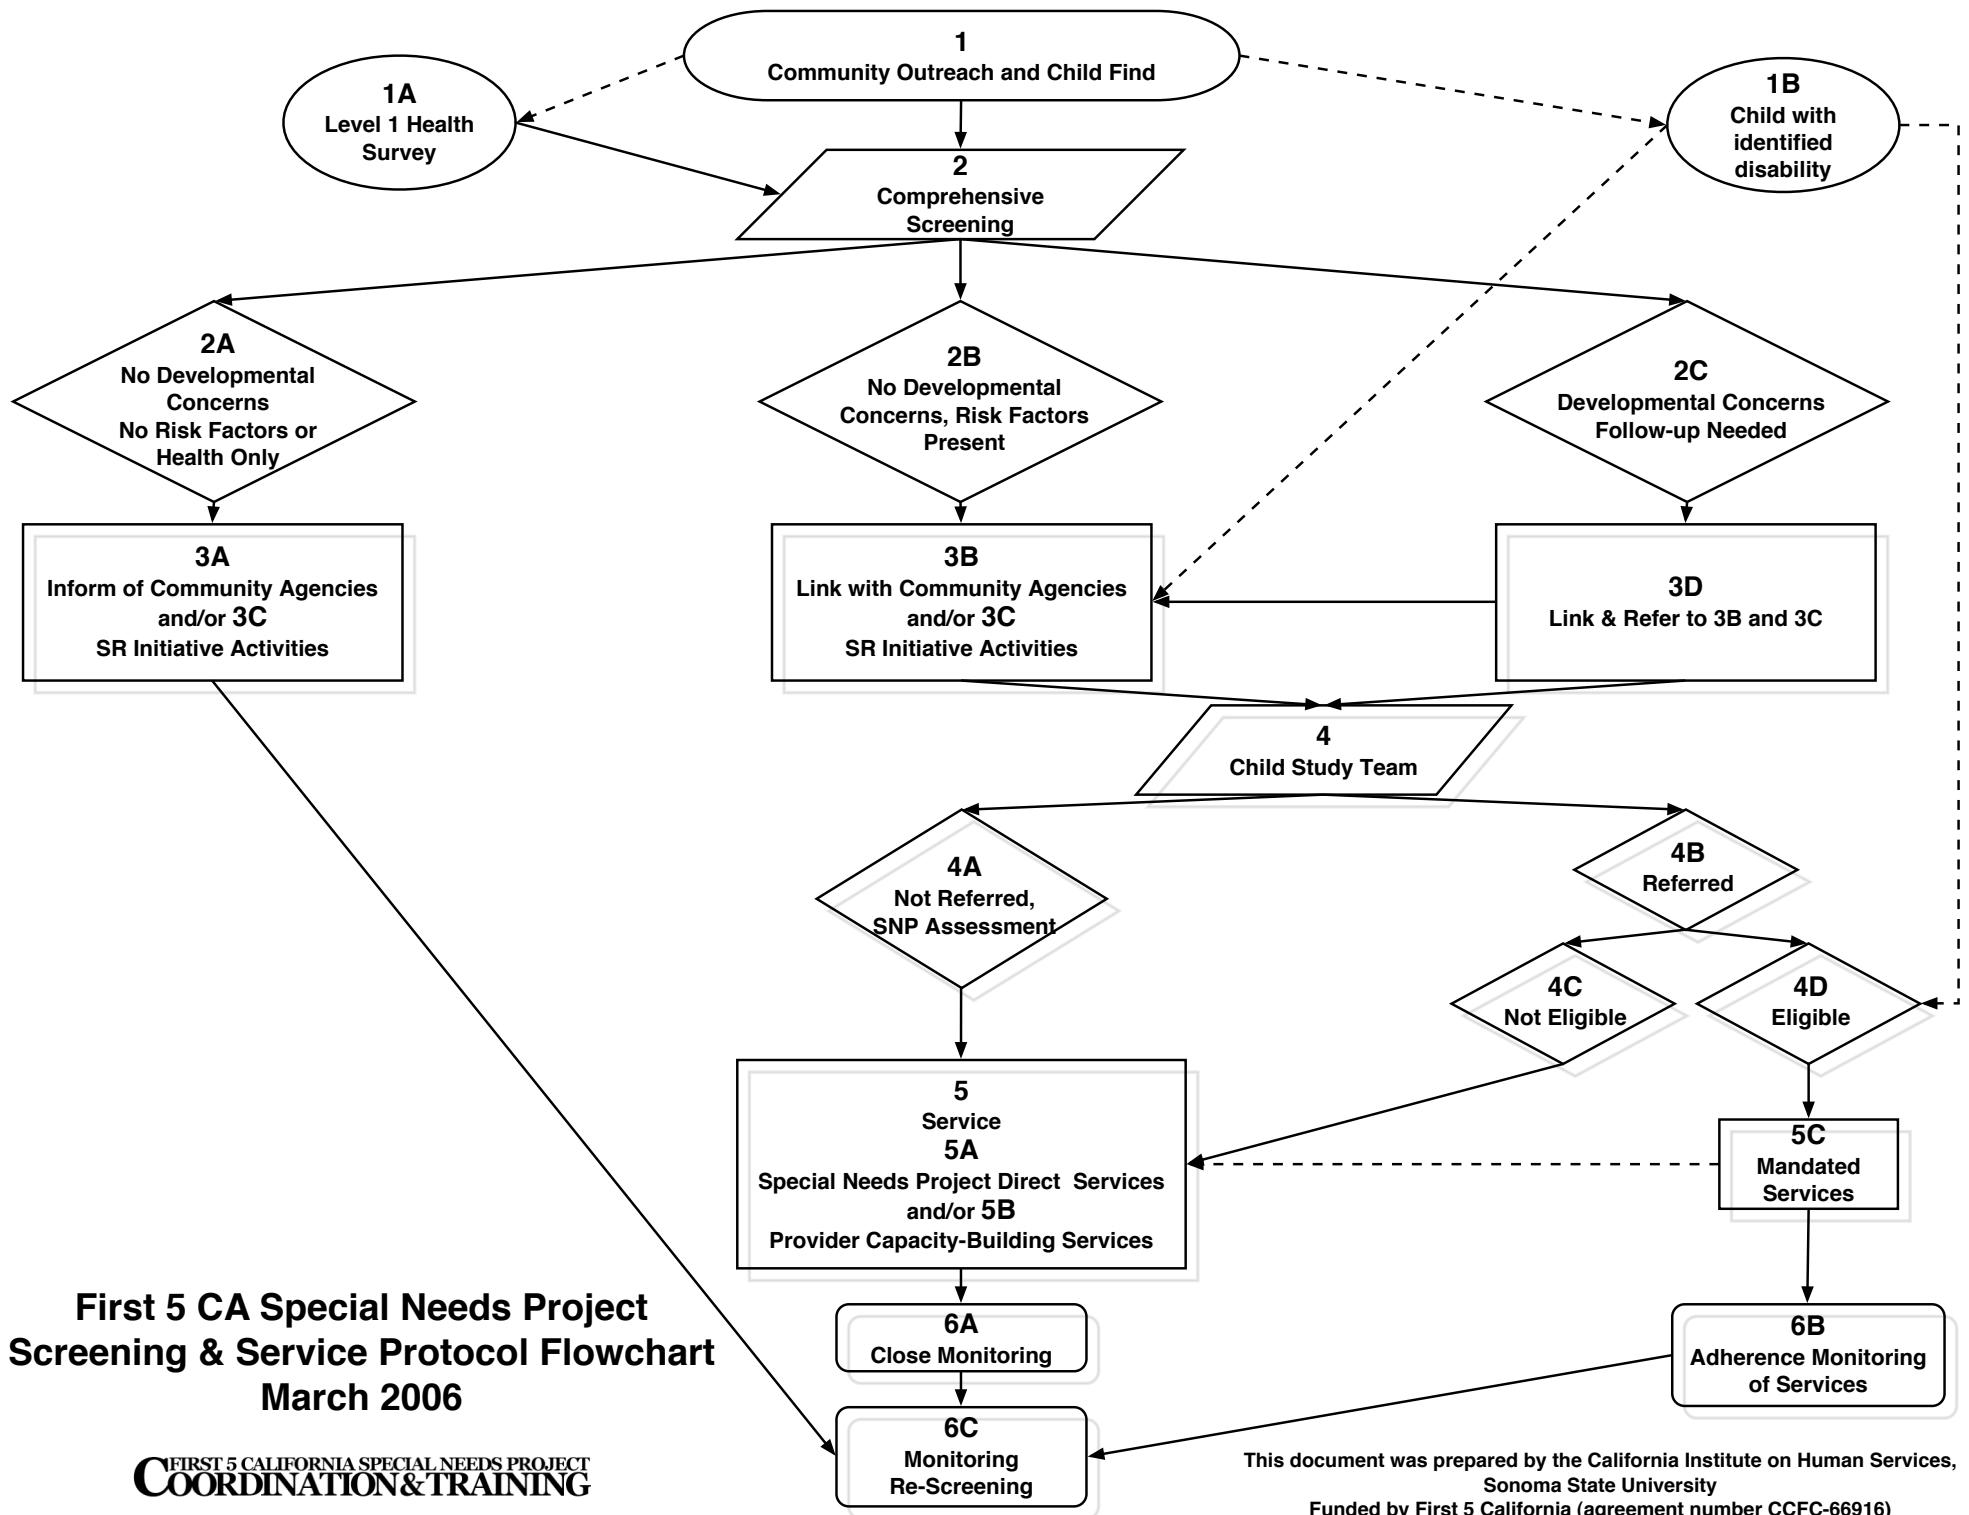 1
Community Outreach and Child Find
1A
Level 1 Health
Survey
1B
Child with
identified
disability
2
Comprehensive
Screening
2A
No Developmental
Concerns
No Risk Factors or
Health Only
2B
No Developmental
Concerns, Risk Factors
Present
2C
Developmental Concerns
Follow-up Needed
3A
Inform of Community Agencies
and/or 3C
SR Initiative Activities
3B
Link with Community Agencies
and/or 3C
SR Initiative Activities
3D
Link & Refer to 3B and 3C
4
Child Study Team
4A
Not Referred,
SNP Assessment
4B
Referred
4C
Not Eligible
4D
Eligible
5
Service
5A
Special Needs Project Direct Services
and/or 5B
Provider Capacity-Building Services
5C
Mandated
Services
6A
Close Monitoring
6B
Adherence Monitoring
of Services
6C
Monitoring
Re-Screening
First 5 CA Special Needs Project
Screening & Service Protocol Flowchart
March 2006
FIRST 5 CALIFORNIA SPECIAL NEEDS PROJECT
COORDINATION & TRAINING
This document was prepared by the California Institute on Human Services,
Sonoma State University
Funded by First 5 California (agreement number CCFC-66916)